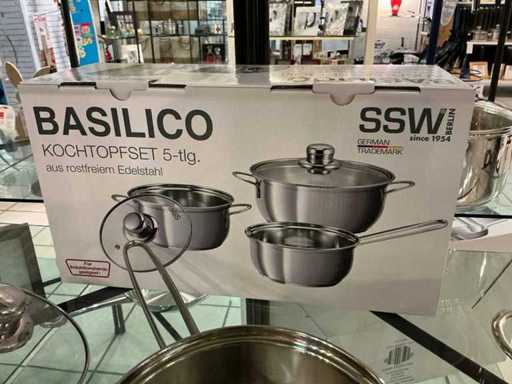 BASILICO
KOCHTOPFSET 5-tlg.
aus rostfreiem Edelstahl
SSW
BERLIN
since 1954
GERMAN
TRADEMARK